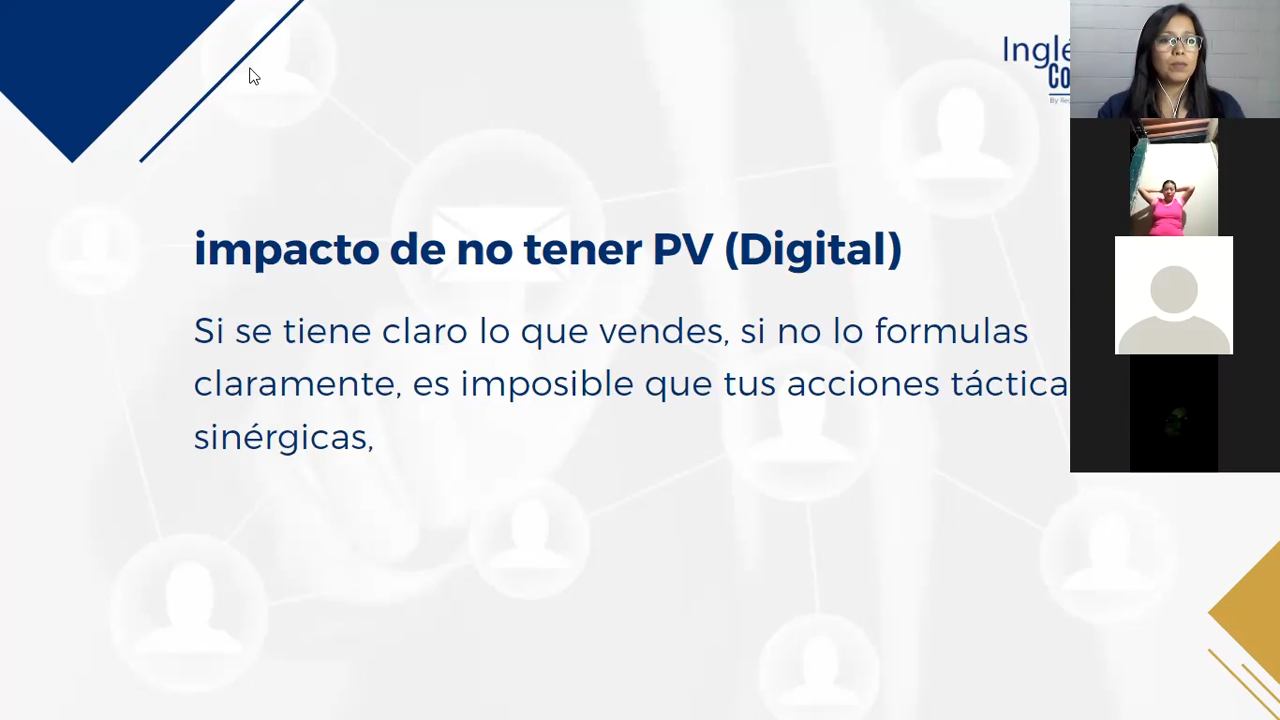 Inglé
Co
impacto de no tener PV (Digital)
Si se tiene claro lo que vendes, si no lo formulas
claramente, es imposible que tus acciones táctica
sinérgicas,